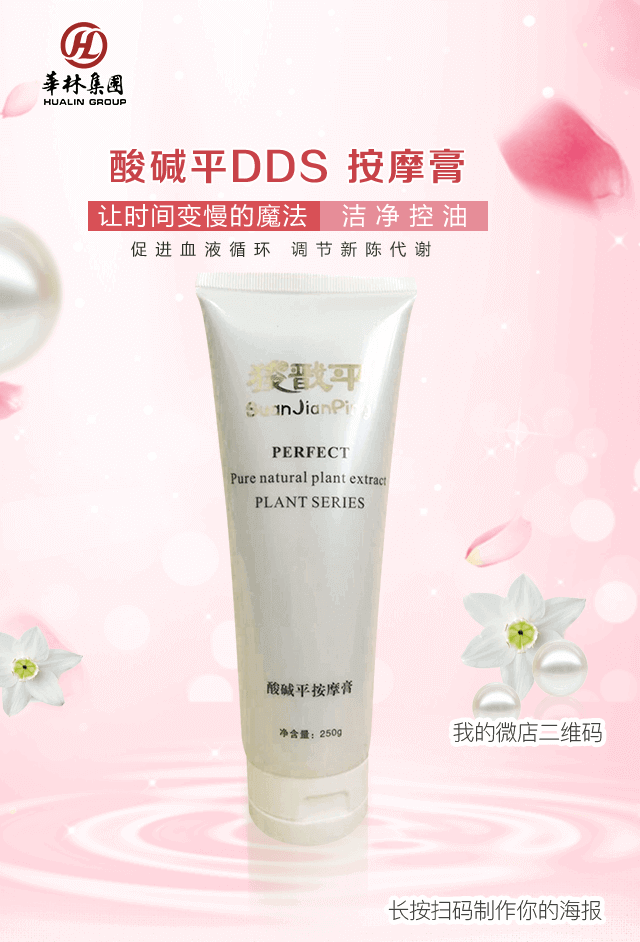 華林集團
HUALIN GROUP
酸碱平DDS 按摩膏
让时间变慢的魔法 洁净控油
促进血液循环 调节新陈代谢
SuanJianPing
PERFECT
Pure natural plant extract
PLANT SERIES
酸碱平按摩膏
净含量：250g
我的微店二维码
长按扫码制作你的海报